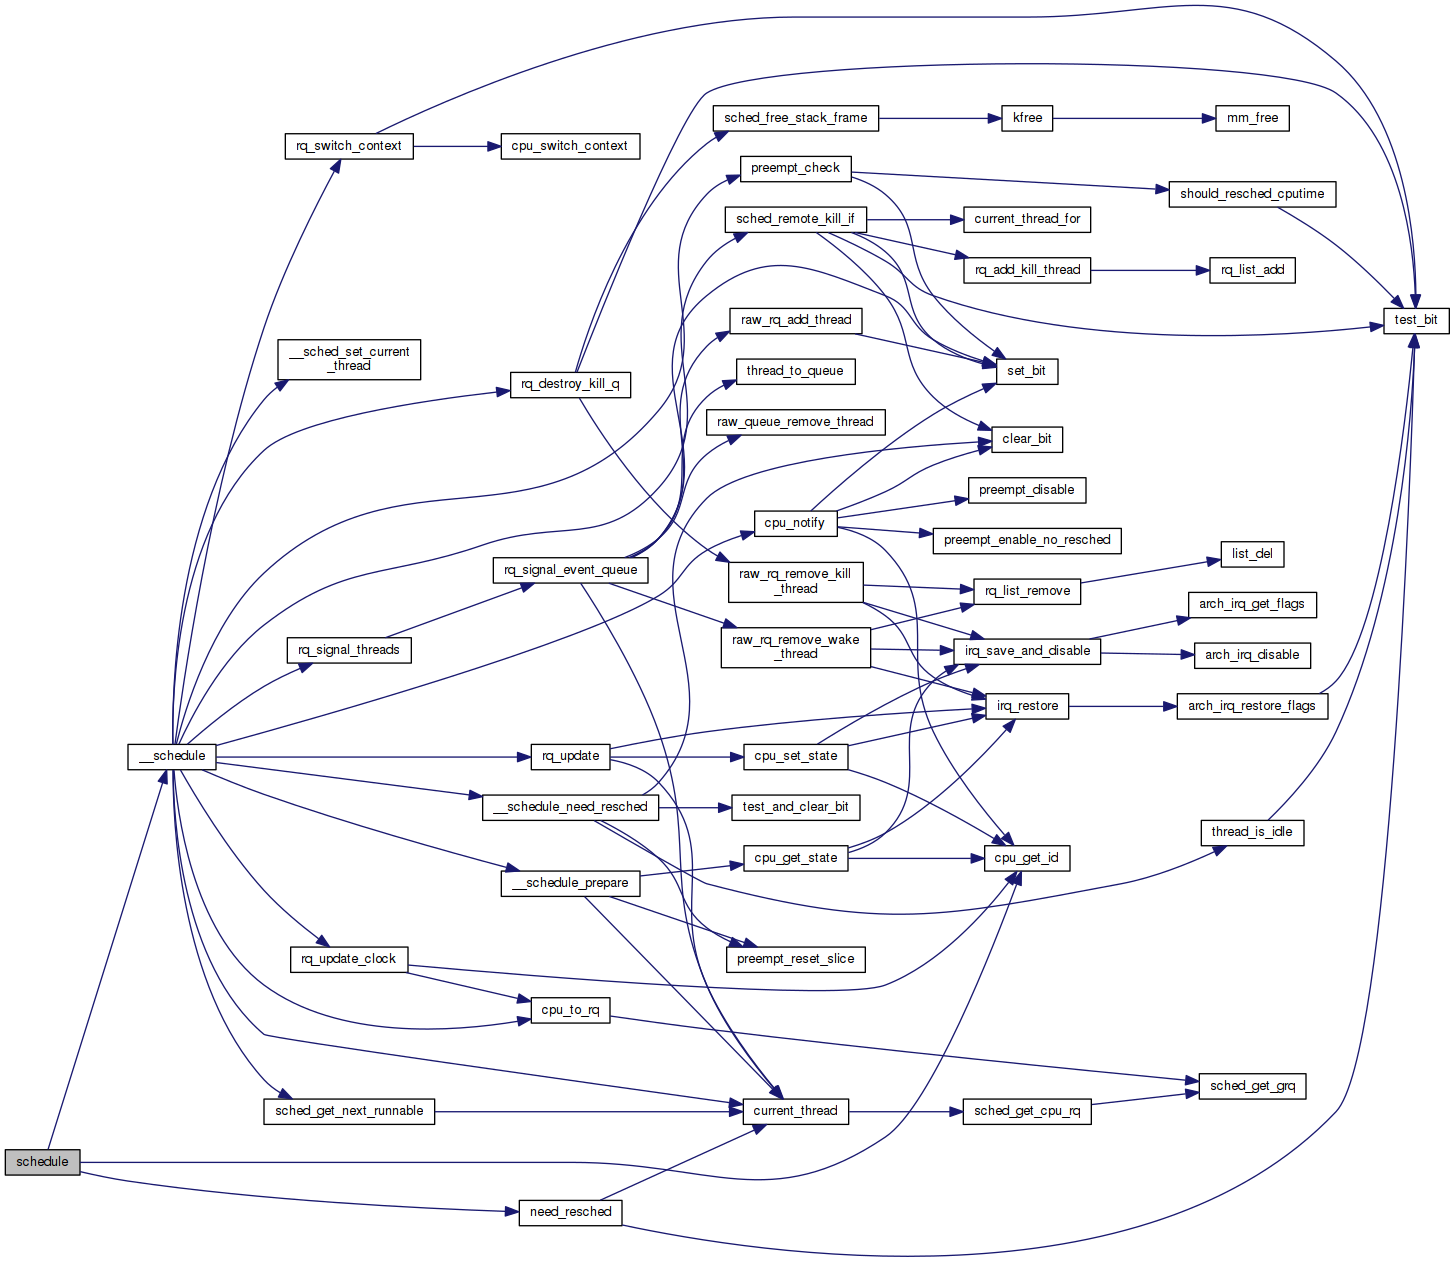 sched_free_stack_frame
kfree
mm_free
rq_switch_context
cpu_switch_context
preempt_check
should_resched_cputime
sched_remote_kill_if
current_thread_for
rq_add_kill_thread
rq_list_add
raw_rq_add_thread
test_bit
__sched_set_current
_thread
thread_to_queue
set_bit
rq_destroy_kill_q
raw_queue_remove_thread
clear_bit
preempt_disable
cpu_notify
preempt_enable_no_resched
list_del
rq_signal_event_queue
raw_rq_remove_kill
_thread
rq_list_remove
arch_irq_get_flags
rq_signal_threads
raw_rq_remove_wake
_thread
irq_save_and_disable
arch_irq_disable
irq_restore
arch_irq_restore_flags
__schedule
rq_update
cpu_set_state
__schedule_need_resched
test_and_clear_bit
thread_is_idle
cpu_get_state
cpu_get_id
__schedule_prepare
rq_update_clock
preempt_reset_slice
cpu_to_rq
sched_get_grq
sched_get_next_runnable
current_thread
sched_get_cpu_rq
schedule
need_resched